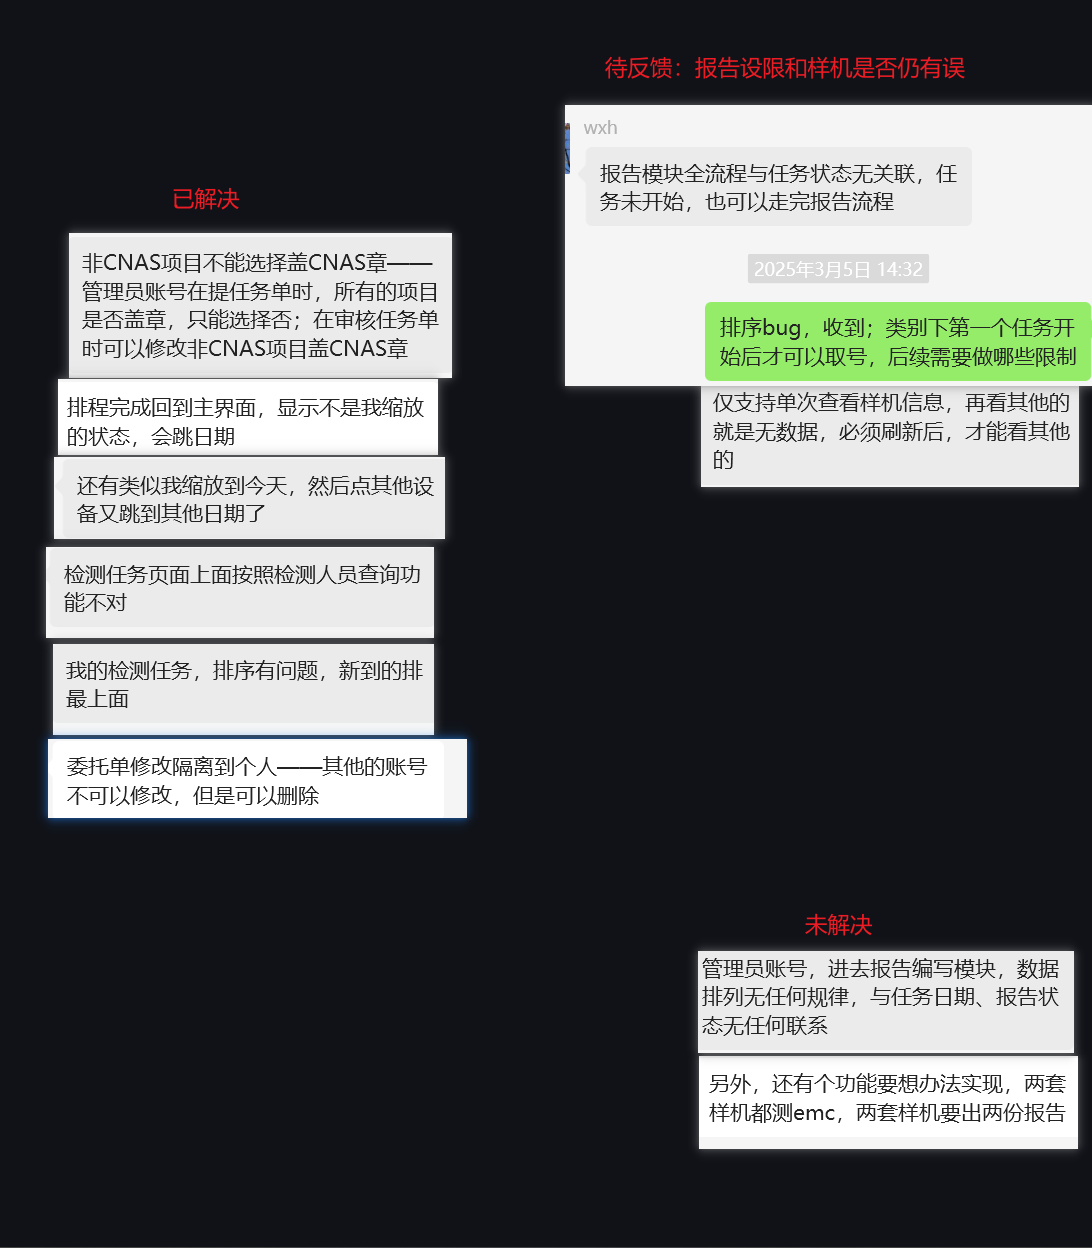 待反馈：报告设限和样机是否仍有误
wxh
报告模块全流程与任务状态无关联，任
务未开始，也可以走完报告流程
2025年3月5日 14:32
排序bug，收到；类别下第一个任务开
始后才可以取号，后续需要做哪些限制
仅支持单次查看样机信息，再看其他的
就是无数据，必须刷新后，才能看其他
的
已解决
非CNAS项目不能选择盖CNAS章——
管理员账号在提任务单时，所有的项目
是否盖章，只能选择否；在审核任务单
时可以修改非CNAS项目盖CNAS章
排程完成回到主界面，显示不是我缩放
的状态，会跳日期
还有类似我缩放到今天，然后点其他设
备又跳到其他日期了
检测任务页面上面按照检测人员查询功
能不对
我的检测任务，排序有问题，新到的排
最上面
委托单修改隔离到个人——其他的账号
不可以修改，但是可以删除
未解决
管理员账号，进去报告编写模块，数据
排列无任何规律，与任务日期、报告状
态无任何联系
另外，还有个功能要想办法实现，两套
样机都测emc，两套样机要出两份报告